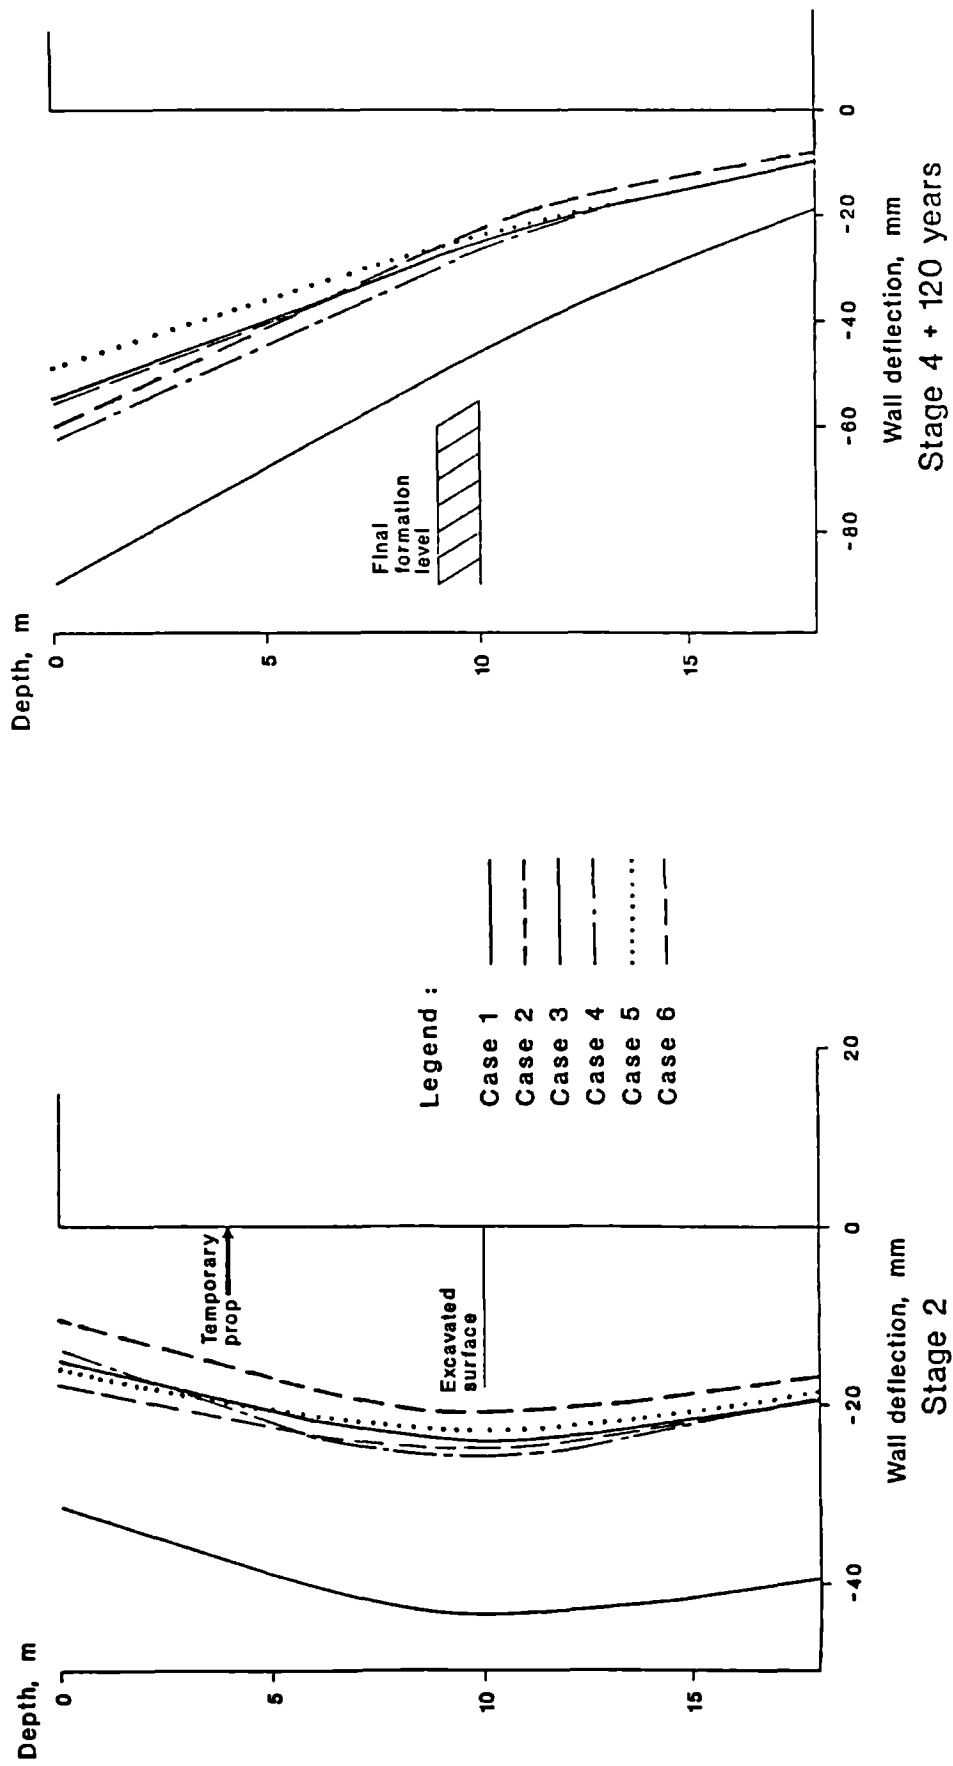 Depth, m
0
5
10
15
Temporary
prop
Excavated
surface
-40
-20
0
20
Wall deflection, mm
Stage 2
Legend :
Case 1
Case 2
Case 3
Case 4
Case 5
Case 6
Depth, m
0
5
10
15
Final
formation
level
-80
-60
-40
-20
0
Wall deflection, mm
Stage 4 + 120 years